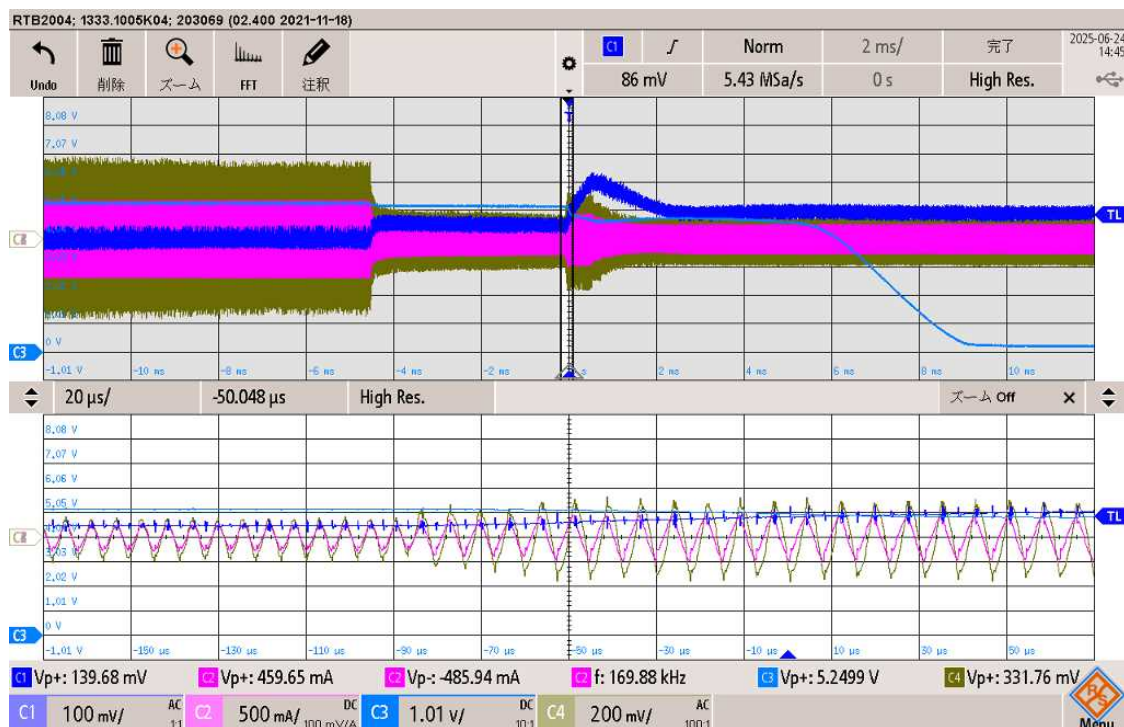 RTB2004; 1333.1005K04; 203069 (02.400 2021-11-18)
Undo 削除 ズーム FFT 注釈
C1 Norm 2 ms/ 完了 2025-06-24 14:45
86 mV 5.43 MSa/s 0 s High Res.
T
8.08 V
7.07 V
TL
0 V
C3
-1.01 V -10 ms -8 ms -6 ms -4 ms -2 ms 2 ms 4 ms 6 ms 8 ms 10 ms
20 µs/ -50.048 µs High Res. ズーム Off ×
8.08 V
7.07 V
6.06 V
5.05 V
TL
3.03 V
2.02 V
1.01 V
0 V
C3
-1.01 V -150 µs -130 µs -110 µs -90 µs -70 µs -50 µs -30 µs -10 µs 10 µs 30 µs 50 µs
C1 Vp+: 139.68 mV C2 Vp+: 459.65 mA C2 Vp-: -485.94 mA C2 f: 169.88 kHz C3 Vp+: 5.2499 V C4 Vp+: 331.76 mV
C1 100 mV/ AC 1:1 C2 500 mA/ DC 100 mV/A C3 1.01 V/ DC 10:1 C4 200 mV/ AC 100:1 Menu